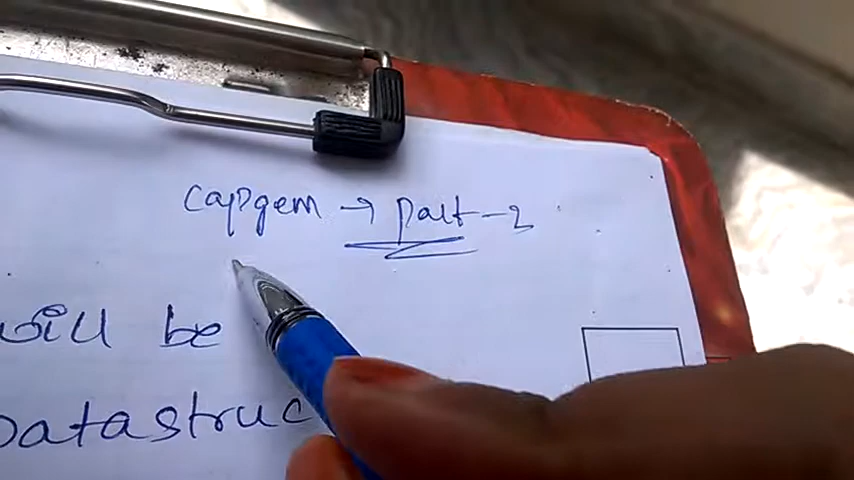 capgem → part-2
will be
Datastruc